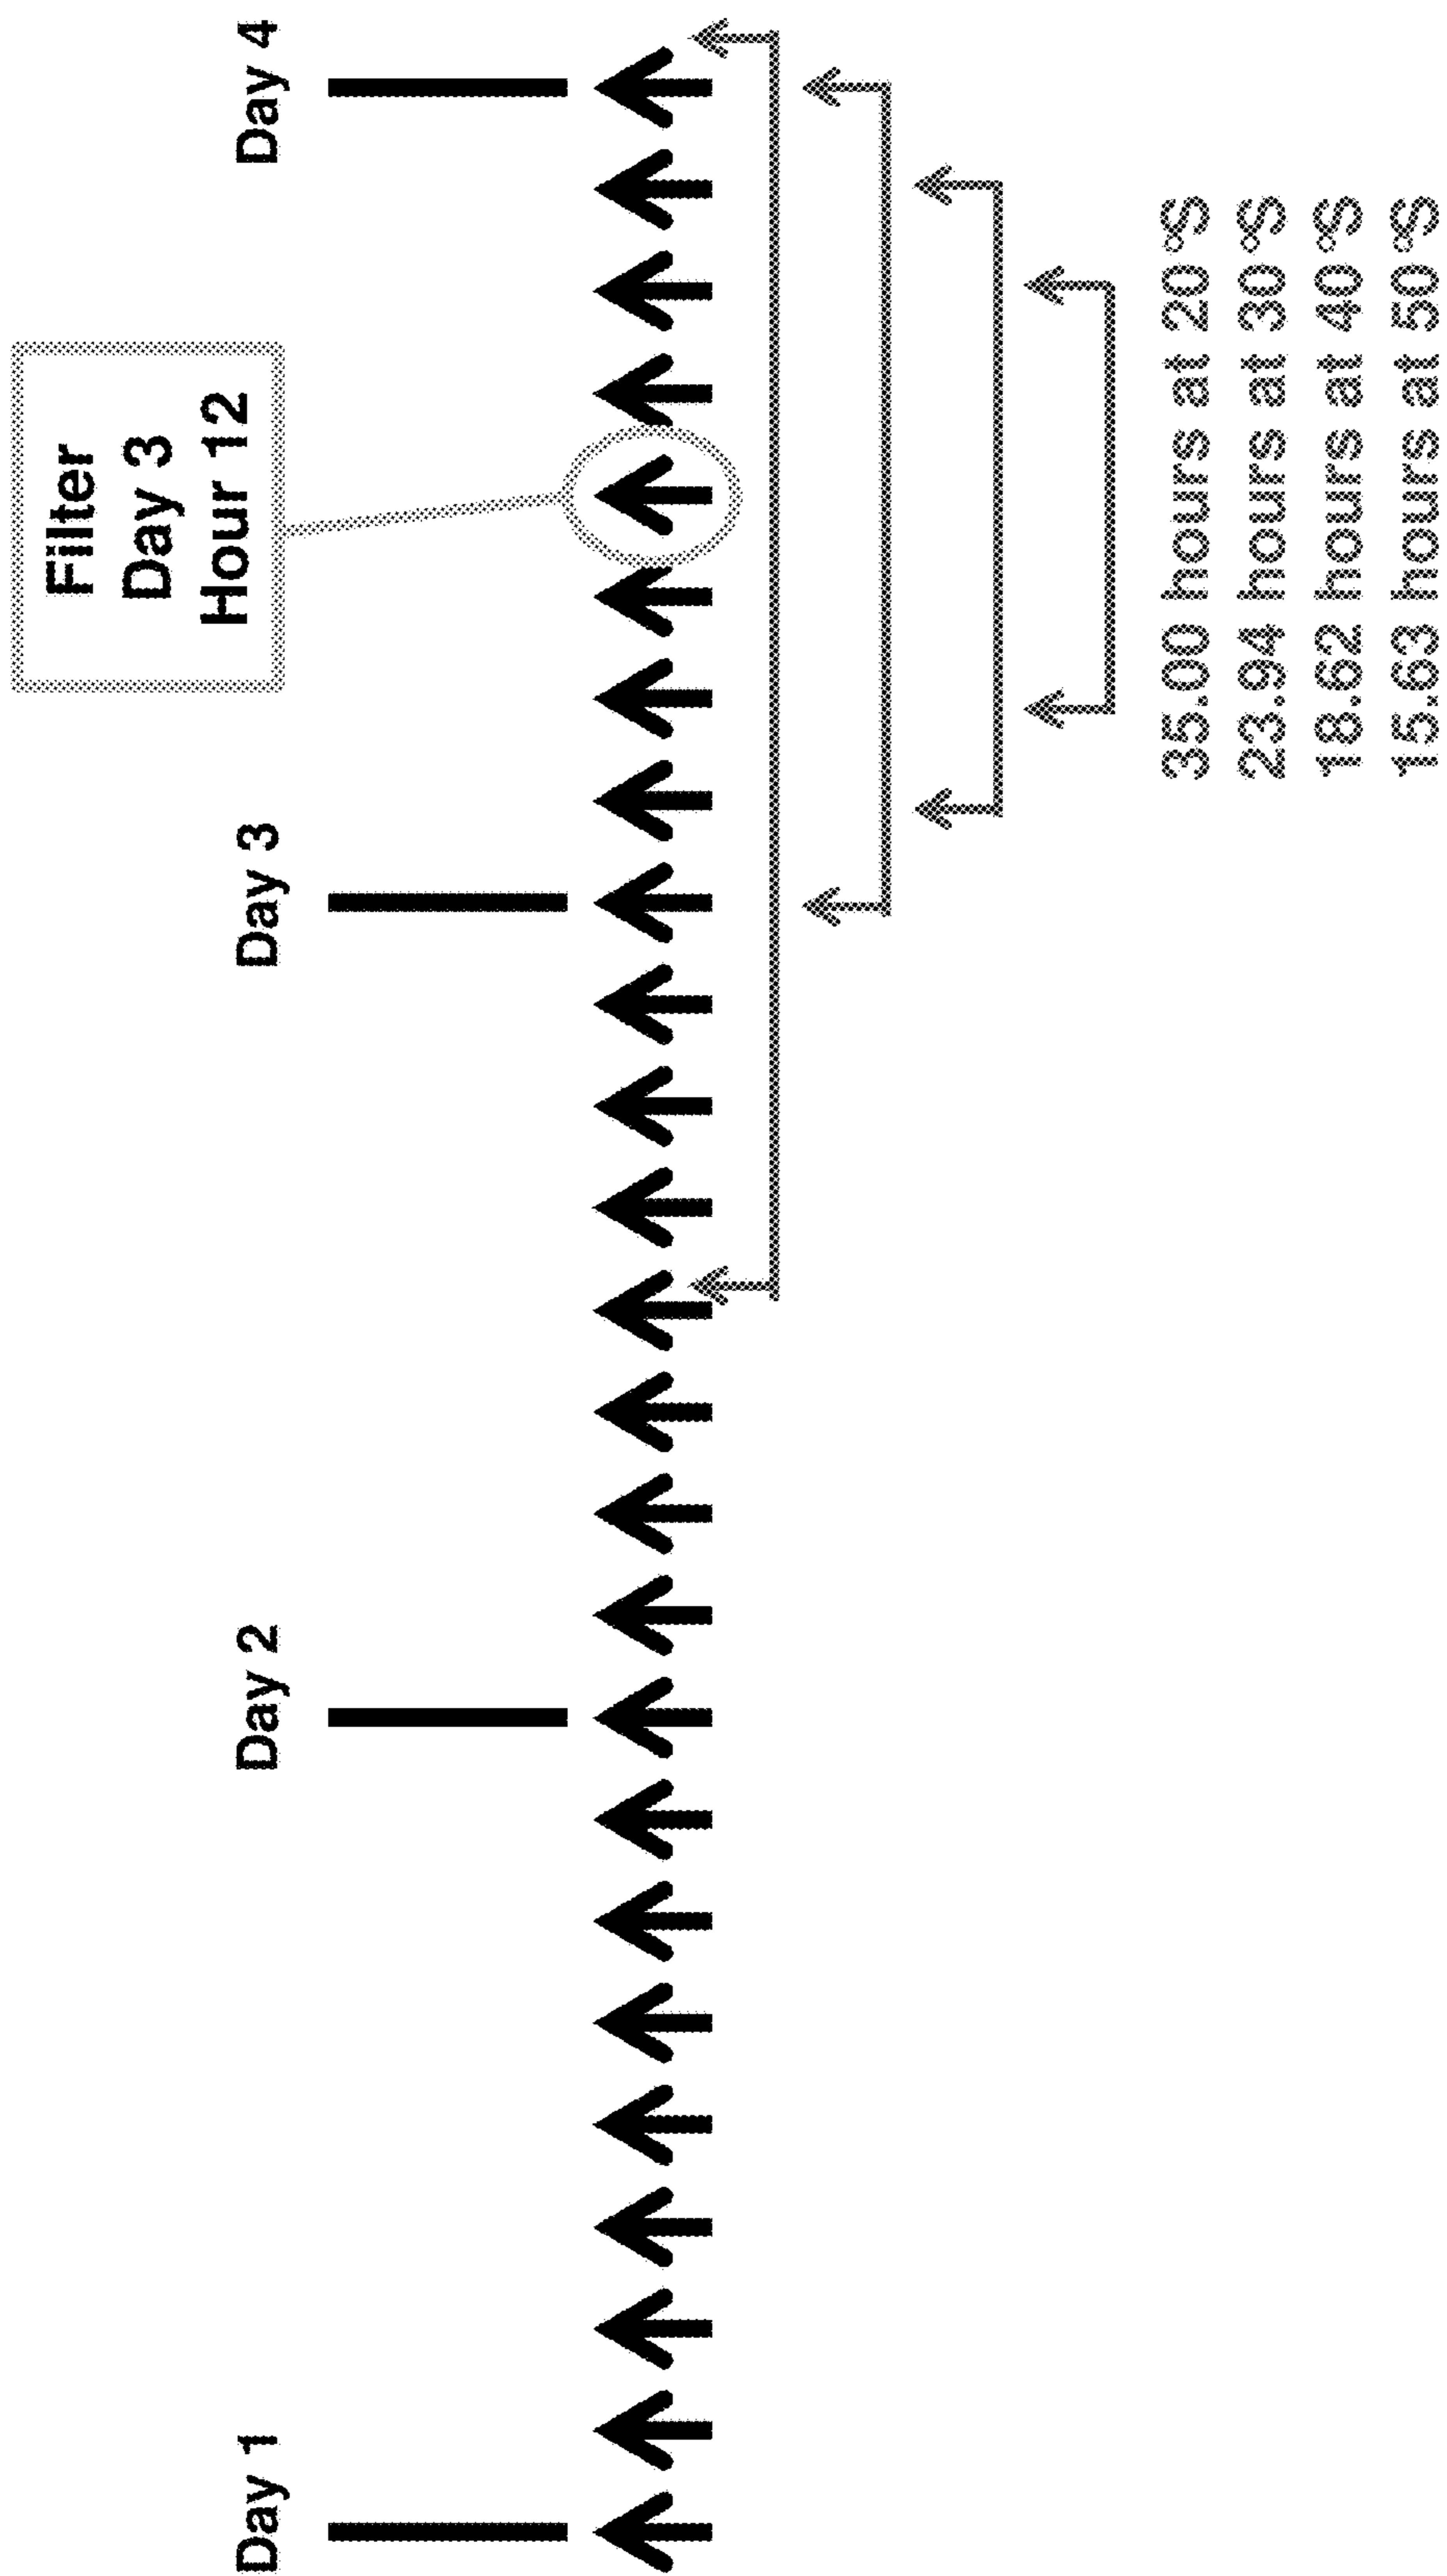 Filter
Day 3
Hour 12
Day 1
Day 2
Day 3
Day 4
35.00 hours at 20°S
23.94 hours at 30°S
18.62 hours at 40°S
15.63 hours at 50°S